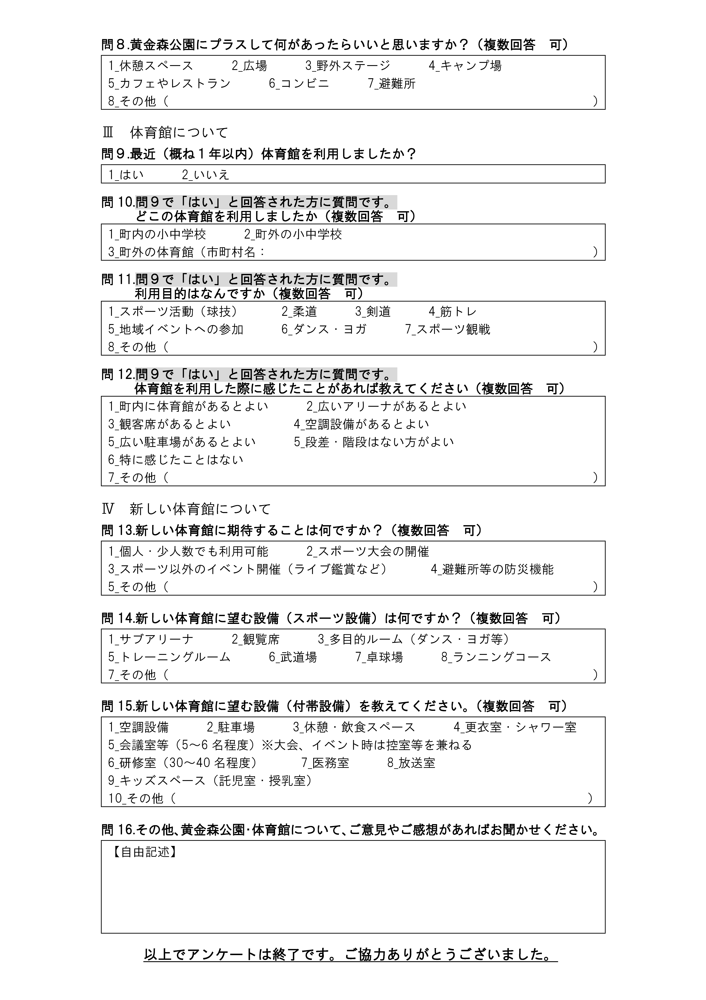 問８.黄金森公園にプラスして何があったらいいと思いますか？（複数回答　可）
1_休憩スペース　　　2_広場　　　3_野外ステージ　　　4_キャンプ場
5_カフェやレストラン　　　6_コンビニ　　　7_避難所
8_その他（　　　　　　　　　　　　　　　　　　　　　　　　　　　　　　　　　　）
Ⅲ　体育館について
問９.最近（概ね１年以内）体育館を利用しましたか？
1_はい　　　2_いいえ
問 10.問９で「はい」と回答された方に質問です。
どこの体育館を利用しましたか（複数回答　可）
1_町内の小中学校　　　2_町外の小中学校
3_町外の体育館（市町村名：　　　　　　　　　　　　　　　　　　　　　　　　　　）
問 11.問９で「はい」と回答された方に質問です。
利用目的はなんですか（複数回答　可）
1_スポーツ活動（球技）　　　2_柔道　　　3_剣道　　　4_筋トレ
5_地域イベントへの参加　　　6_ダンス・ヨガ　　　7_スポーツ観戦
8_その他（　　　　　　　　　　　　　　　　　　　　　　　　　　　　　　　　　　）
問 12.問９で「はい」と回答された方に質問です。
体育館を利用した際に感じたことがあれば教えてください（複数回答　可）
1_町内に体育館があるとよい　　　2_広いアリーナがあるとよい
3_観客席があるとよい　　　　　4_空調設備があるとよい
5_広い駐車場があるとよい　　　5_段差・階段はない方がよい
6_特に感じたことはない
7_その他（　　　　　　　　　　　　　　　　　　　　　　　　　　　　　　　　　　）
Ⅳ　新しい体育館について
問 13.新しい体育館に期待することは何ですか？（複数回答　可）
1_個人・少人数でも利用可能　　　2_スポーツ大会の開催
3_スポーツ以外のイベント開催（ライブ鑑賞など）　　　4_避難所等の防災機能
5_その他（　　　　　　　　　　　　　　　　　　　　　　　　　　　　　　　　　　）
問 14.新しい体育館に望む設備（スポーツ設備）は何ですか？（複数回答　可）
1_サブアリーナ　　　2_観覧席　　　3_多目的ルーム（ダンス・ヨガ等）
5_トレーニングルーム　　　6_武道場　　　7_卓球場　　　8_ランニングコース
7_その他（　　　　　　　　　　　　　　　　　　　　　　　　　　　　　　　　　　）
問 15.新しい体育館に望む設備（付帯設備）を教えてください。（複数回答　可）
1_空調設備　　　2_駐車場　　　3_休憩・飲食スペース　　　4_更衣室・シャワー室
5_会議室等（5～6 名程度）※大会、イベント時は控室等を兼ねる
6_研修室（30～40 名程度）　　　7_医務室　　　8_放送室
9_キッズスペース（託児室・授乳室）
10_その他（　　　　　　　　　　　　　　　　　　　　　　　　　　　　　　　　　）
問 16.その他､黄金森公園･体育館について､ご意見やご感想があればお聞かせください。
【自由記述】
以上でアンケートは終了です。ご協力ありがとうございました。